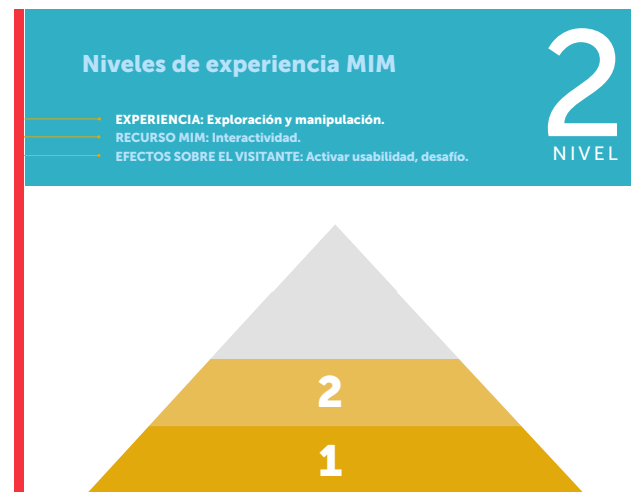 Niveles de experiencia MIM
EXPERIENCIA: Exploración y manipulación.
RECURSO MIM: Interactividad.
EFECTOS SOBRE EL VISITANTE: Activar usabilidad, desafío.
2
NIVEL
2
1